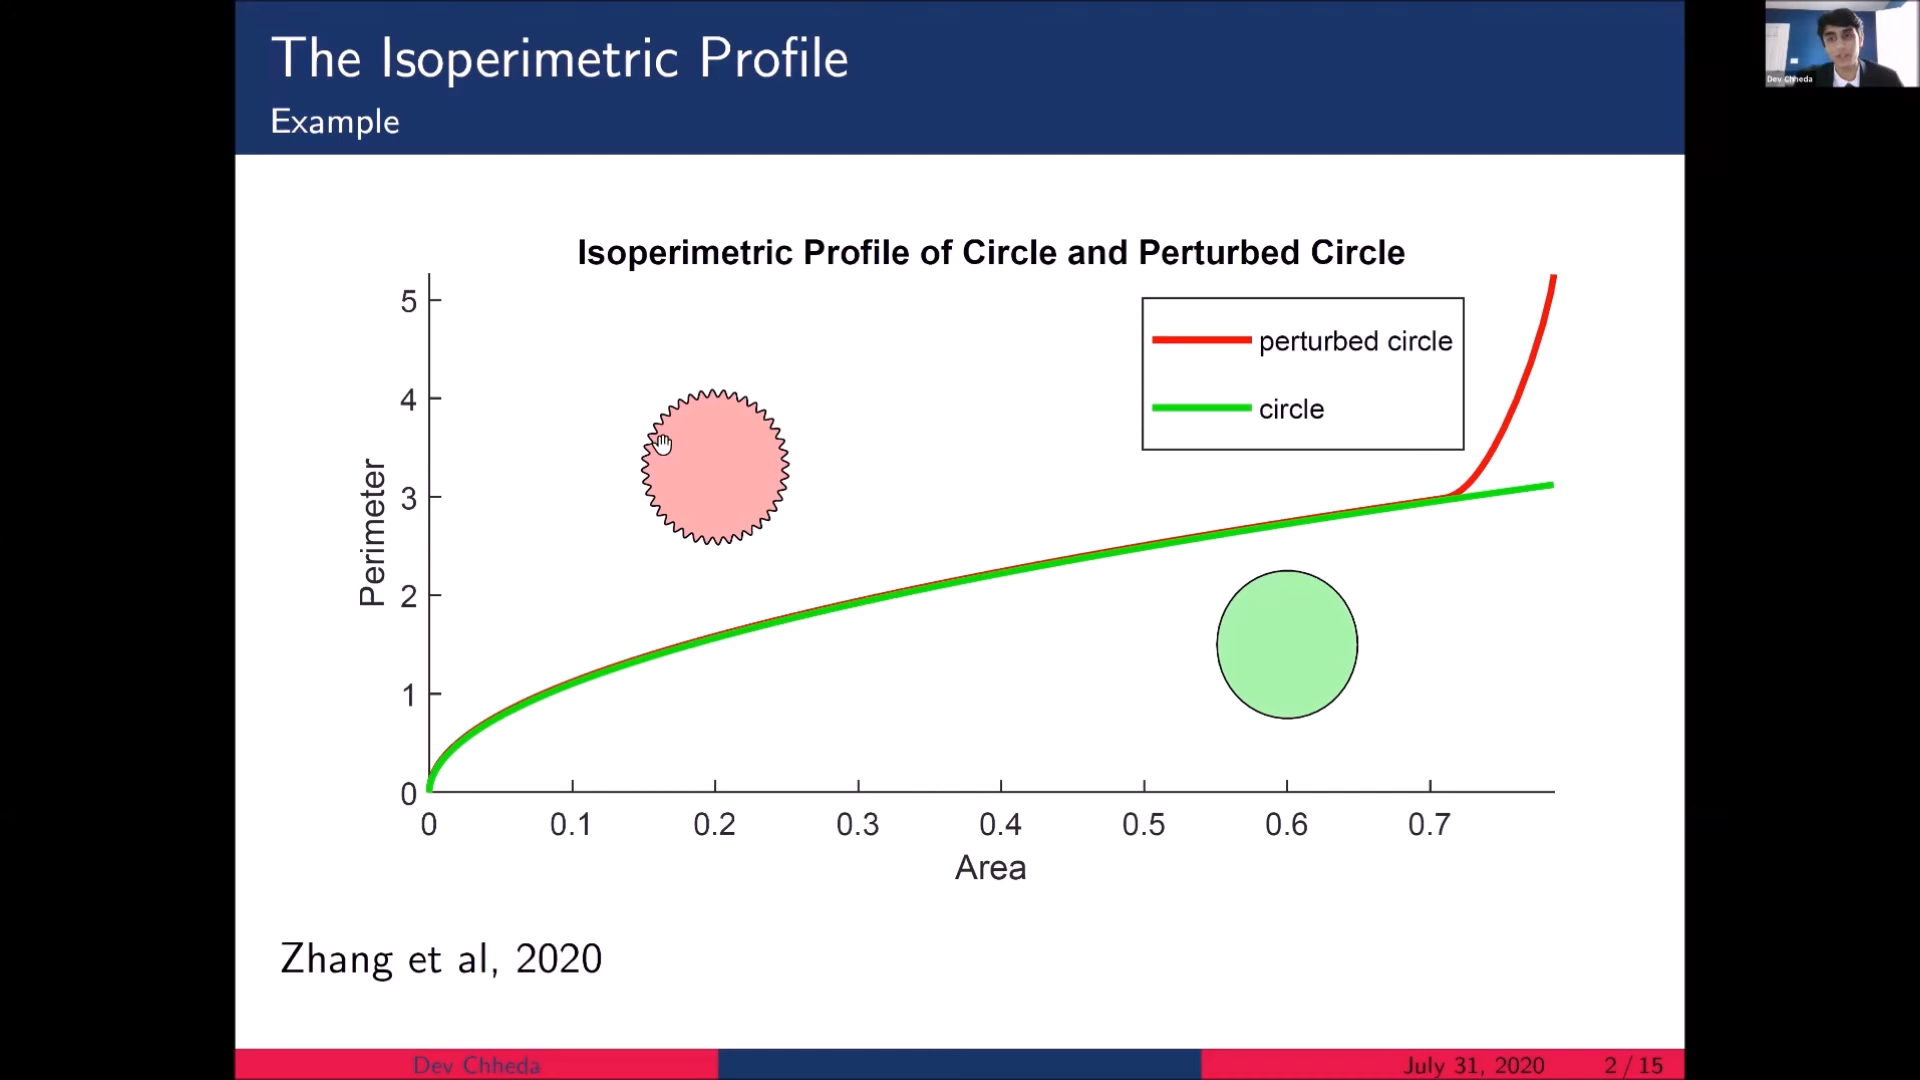 The Isoperimetric Profile
Example
Dev Chheda
Isoperimetric Profile of Circle and Perturbed Circle
5
4
3
2
1
0
Perimeter
perturbed circle
circle
0 0.1 0.2 0.3 0.4 0.5 0.6 0.7
Area
Zhang et al, 2020
Dev Chheda July 31, 2020 2 / 15